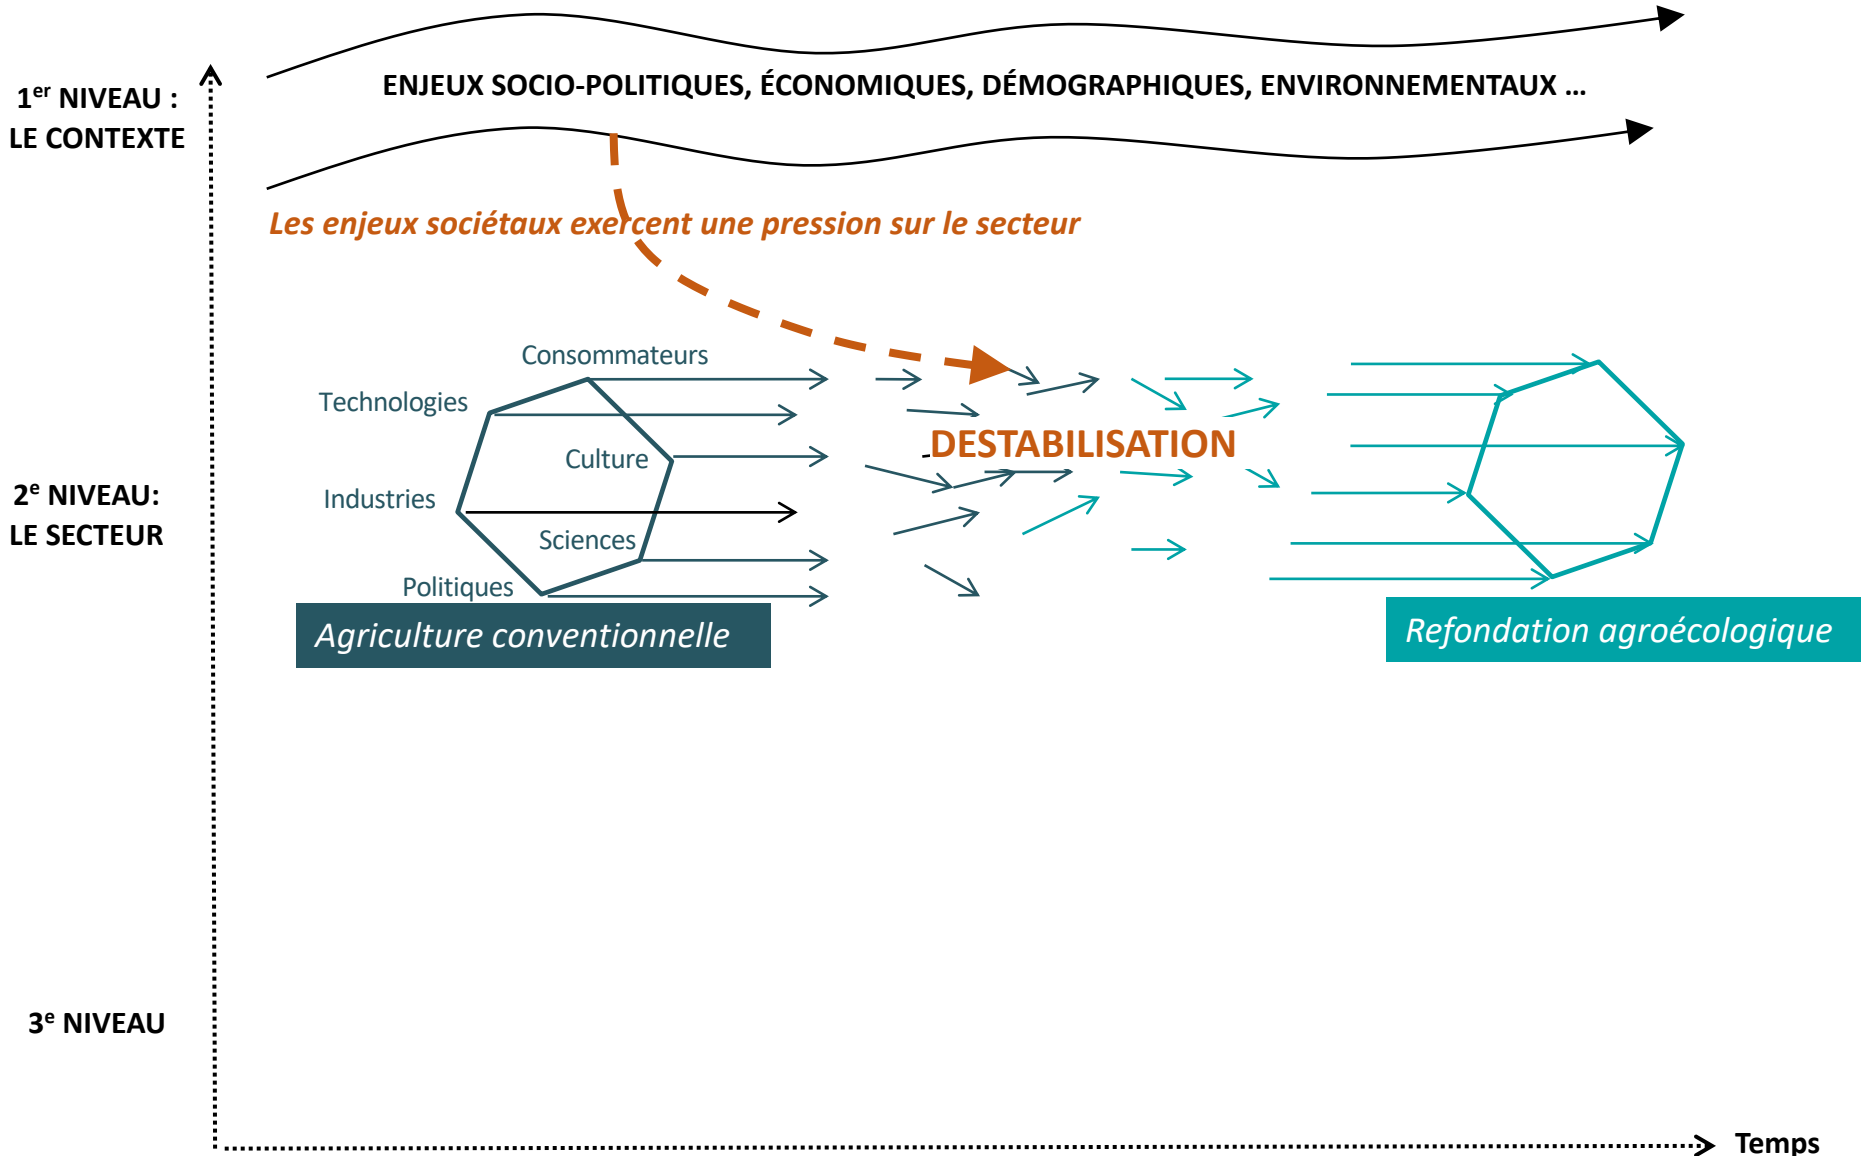 ENJEUX SOCIO-POLITIQUES, ÉCONOMIQUES, DÉMOGRAPHIQUES, ENVIRONNEMENTAUX ...
1er NIVEAU :
LE CONTEXTE
Les enjeux sociétaux exercent une pression sur le secteur
Consommateurs
Technologies
DESTABILISATION
Culture
Industries
2e NIVEAU:
LE SECTEUR
Sciences
Politiques
Agriculture conventionnelle
Refondation agroécologique
3e NIVEAU
Temps